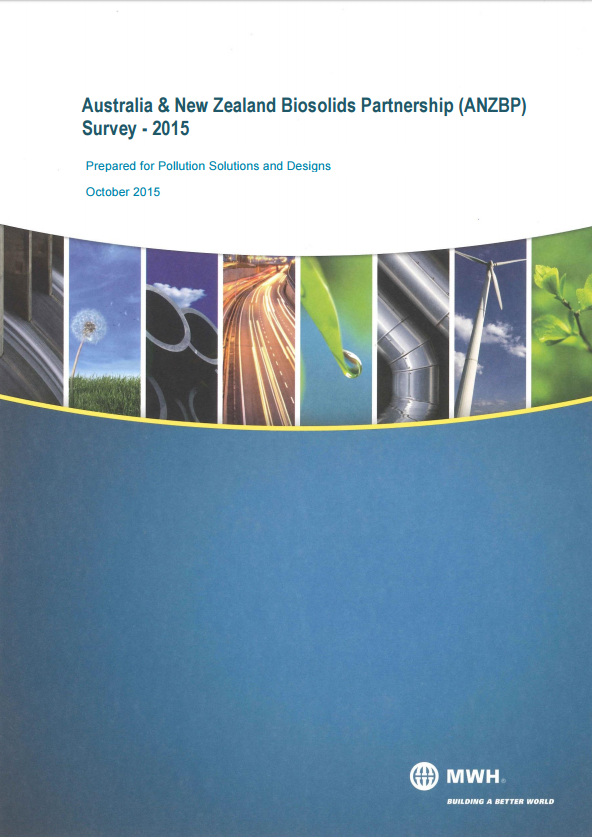 Australia & New Zealand Biosolids Partnership (ANZBP)
Survey - 2015
Prepared for Pollution Solutions and Designs
October 2015
MWH®
BUILDING A BETTER WORLD